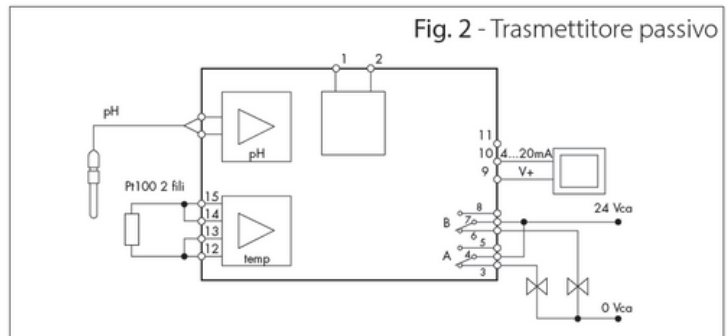 Fig. 2 - Trasmettitore passivo
1 2
pH
pH
11
10 4...20mA
9 V+
Pt100 2 fili
15
14
13
12
temp
8
B 7
6
24 Vca
5
A 4
3
0 Vca